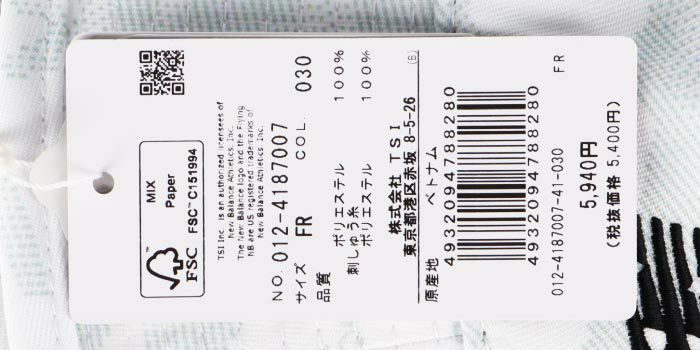 MIX
Paper
FSC™ C151994
FSC
TSI Inc. is an authorized licensees of
New Balance Athletics, Inc.
The New Balance logo and the Flying
NB are US registered trademarks of
New Balance Athletics, Inc.
NO. 012-4187007 COL. 030
サイズ FR
品質 ポリエステル 100%
刺しゅう糸
ポリエステル 100%
株式会社 TSI
東京都港区赤坂 8-5-26 (B)
原産地 ベトナム
4932094788280 4932094788280
012-4187007-41-030 FR
5,940円
(税抜価格 5,400円)